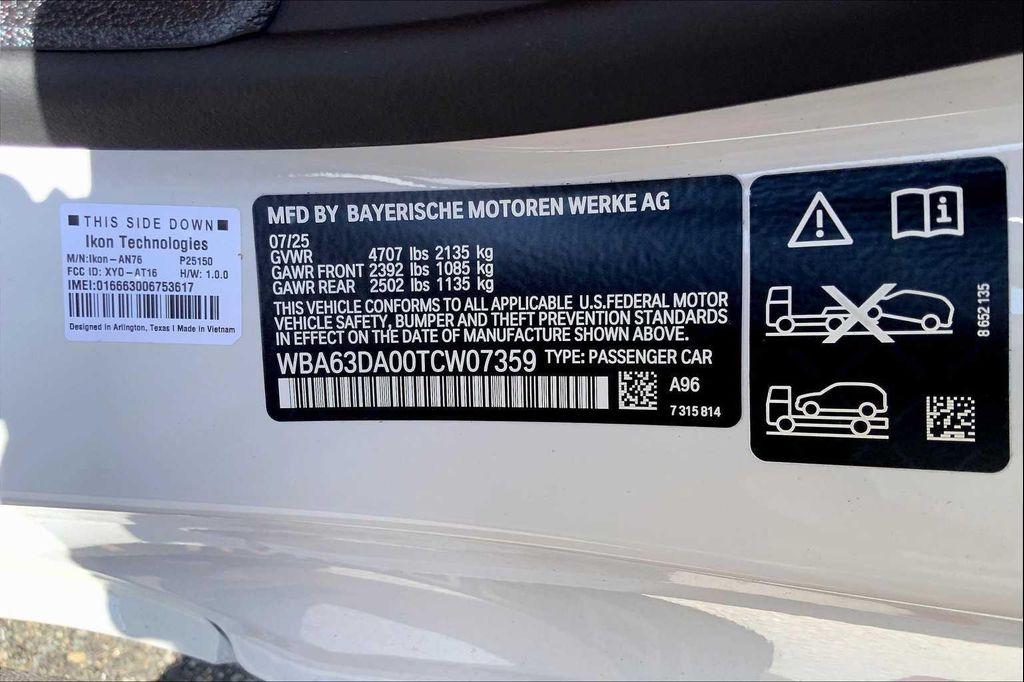 ■ THIS SIDE DOWN ■
Ikon Technologies
M/N:Ikon-AN76 P25150
FCC ID: XYO-AT16 H/W: 1.0.0
IMEI:016663006753617
Designed in Arlington, Texas | Made in Vietnam
MFD BY BAYERISCHE MOTOREN WERKE AG
07/25
GVWR 4707 lbs 2135 kg
GAWR FRONT 2392 lbs 1085 kg
GAWR REAR 2502 lbs 1135 kg
THIS VEHICLE CONFORMS TO ALL APPLICABLE U.S.FEDERAL MOTOR
VEHICLE SAFETY, BUMPER AND THEFT PREVENTION STANDARDS
IN EFFECT ON THE DATE OF MANUFACTURE SHOWN ABOVE.
WBA63DA00TCW07359 TYPE: PASSENGER CAR
A96
7 315 814
8 652 135